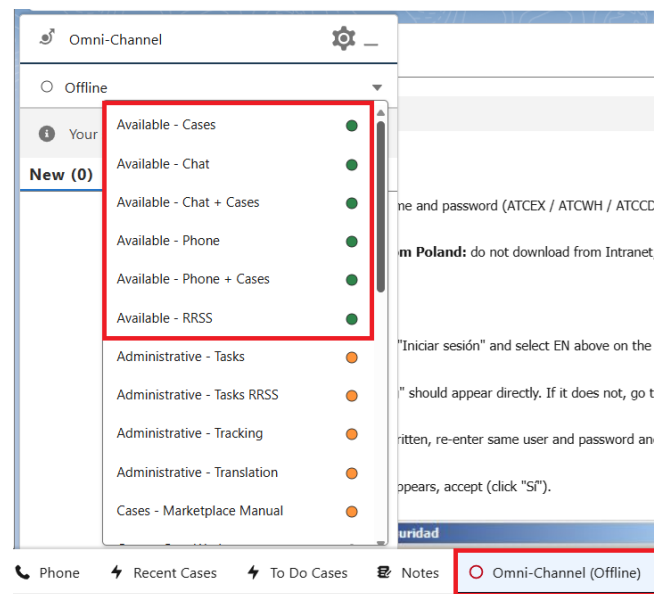 Omni-Channel
Offline
Your
New (0)
Available - Cases
Available - Chat
Available - Chat + Cases
Available - Phone
Available - Phone + Cases
Available - RRSS
Administrative - Tasks
Administrative - Tasks RRSS
Administrative - Tracking
Administrative - Translation
Cases - Marketplace Manual
me and password (ATCEX / ATCWH / ATCCD
om Poland: do not download from Intranet,
"Iniciar sesión" and select EN above on the
" should appear directly. If it does not, go t
ritten, re-enter same user and password an
ppears, accept (click "Sí").
uridad
Phone Recent Cases To Do Cases Notes Omni-Channel (Offline)